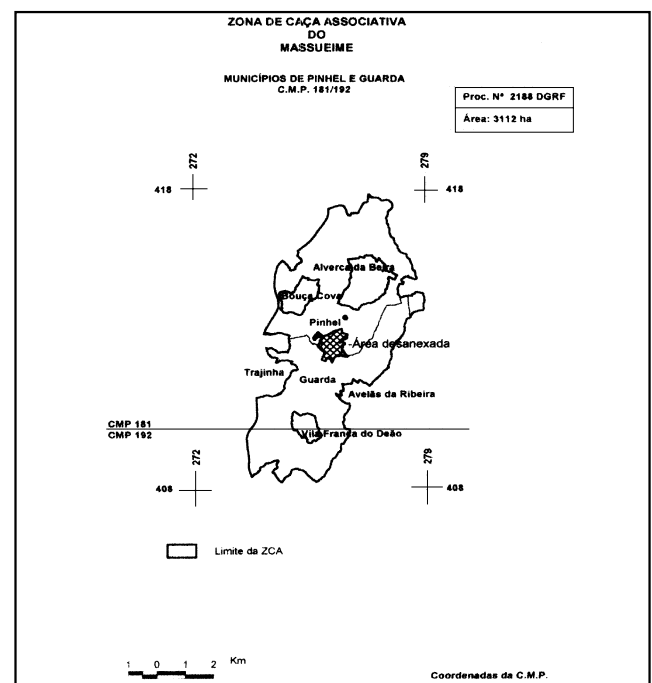 ZONA DE CAÇA ASSOCIATIVA
DO
MASSUEIME
MUNICÍPIOS DE PINHEL E GUARDA
C.M.P. 181/192
Proc. Nº 2188 DGRF
Área: 3112 ha
272
279
418
418
Alverca da Beira
Bouça Cova
Pinhel
Área desanexada
Trajinha
Guarda
Avelãs da Ribeira
CMP 181
CMP 192
Vila Franca do Deão
272
279
408
408
Limite da ZCA
1 0 1 2 Km
Coordenadas da C.M.P.